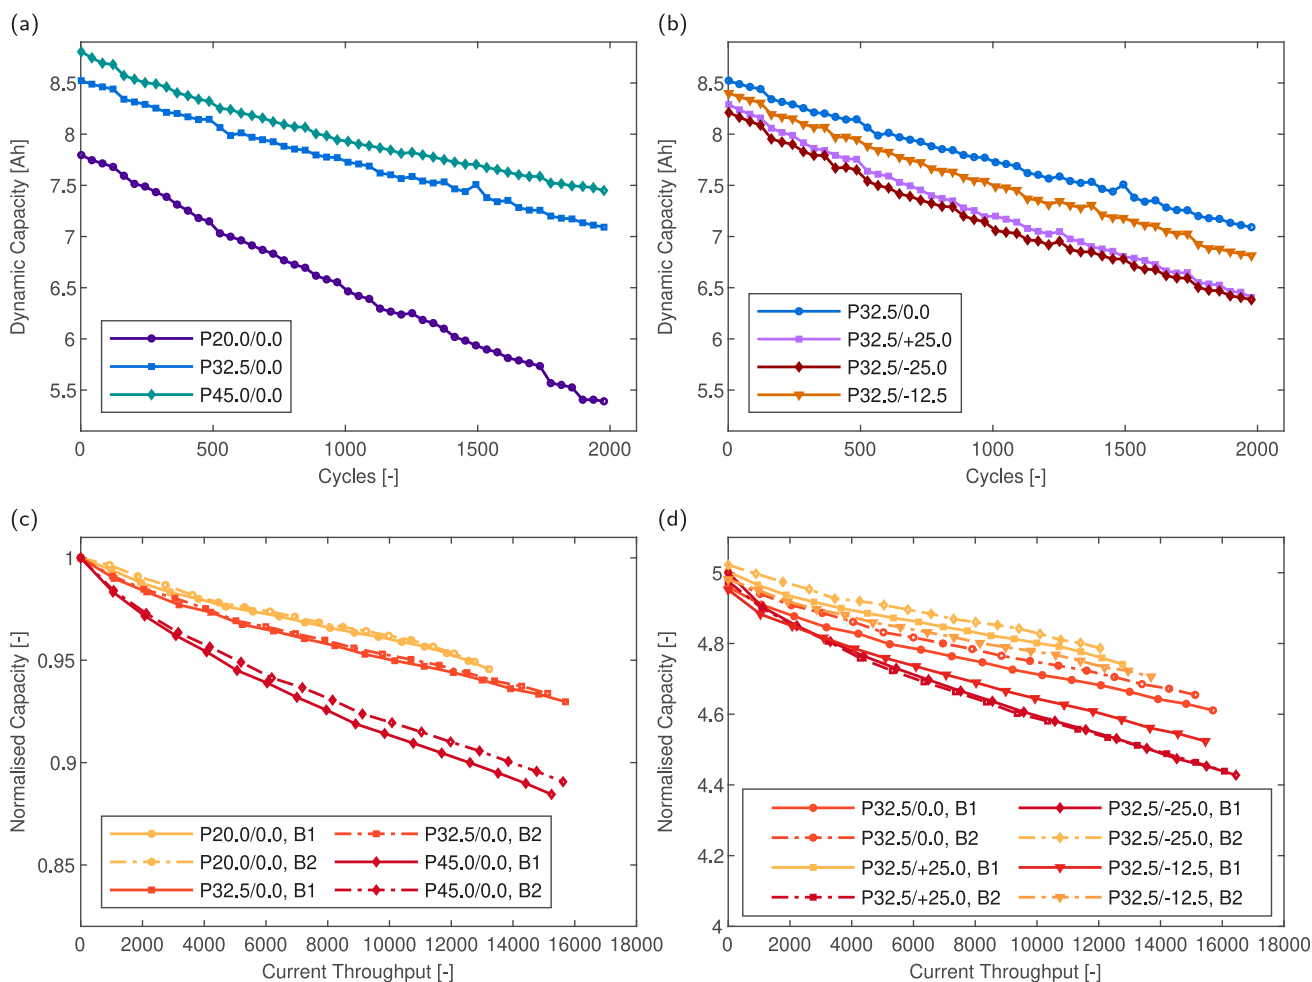 (a)
8.5
8
7.5
7
6.5
6
5.5
Dynamic Capacity [Ah]
P20.0/0.0
P32.5/0.0
P45.0/0.0
0
500
1000
1500
2000
Cycles [-]
(b)
8.5
8
7.5
7
6.5
6
5.5
Dynamic Capacity [Ah]
P32.5/0.0
P32.5/+25.0
P32.5/-25.0
P32.5/-12.5
0
500
1000
1500
2000
Cycles [-]
(c)
1
0.95
0.9
0.85
Normalised Capacity [-]
P20.0/0.0, B1
P20.0/0.0, B2
P32.5/0.0, B1
P32.5/0.0, B2
P45.0/0.0, B1
P45.0/0.0, B2
0
2000
4000
6000
8000
10000
12000
14000
16000
18000
Current Throughput [-]
(d)
5
4.8
4.6
4.4
4.2
4
Normalised Capacity [-]
P32.5/0.0, B1
P32.5/0.0, B2
P32.5/+25.0, B1
P32.5/+25.0, B2
P32.5/-25.0, B1
P32.5/-25.0, B2
P32.5/-12.5, B1
P32.5/-12.5, B2
0
2000
4000
6000
8000
10000
12000
14000
16000
18000
Current Throughput [-]